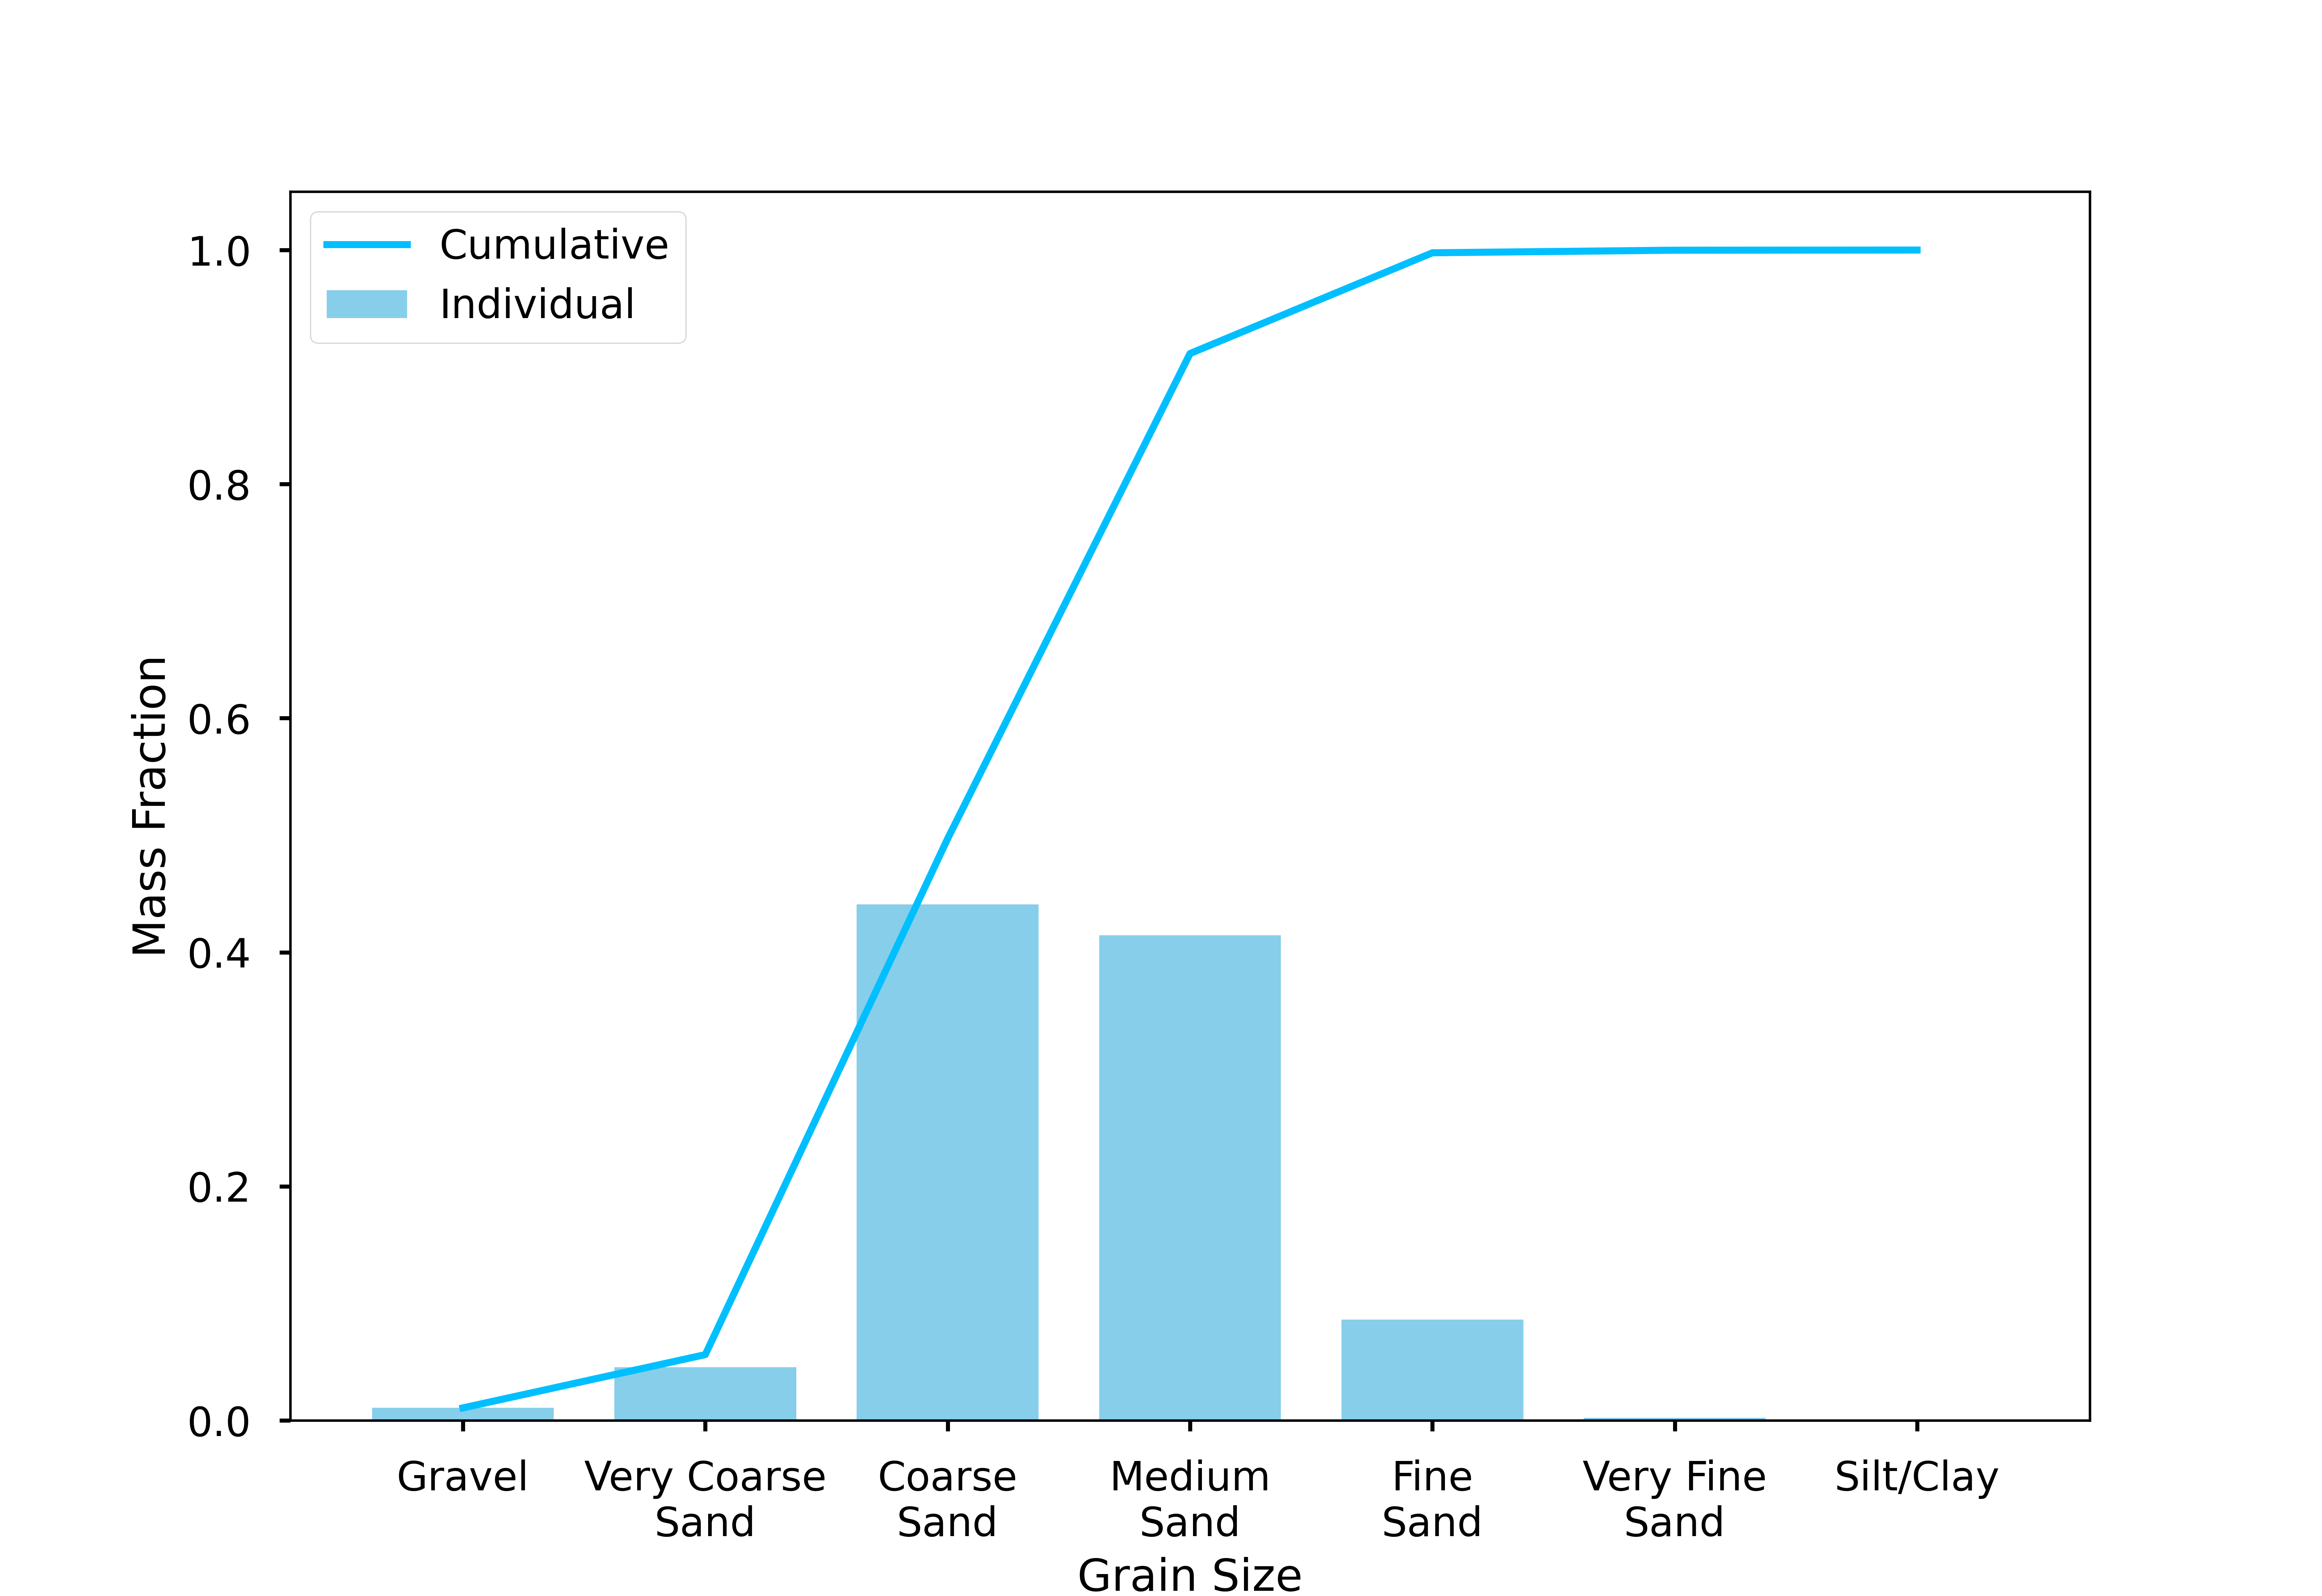 Cumulative
Individual
1.0
0.8
0.6
0.4
0.2
0.0
Mass Fraction
Gravel
Very Coarse
Sand
Coarse
Sand
Medium
Sand
Fine
Sand
Very Fine
Sand
Silt/Clay
Grain Size